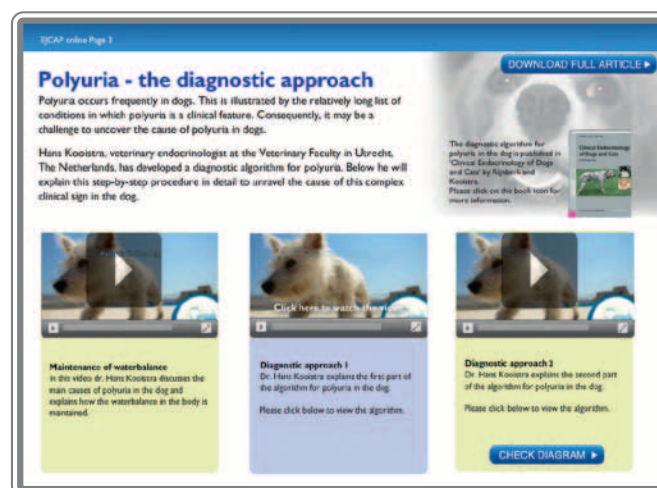 EJCAP online Page 3
DOWNLOAD FULL ARTICLE
Polyuria - the diagnostic approach
Polyura occurs frequently in dogs. This is illustrated by the relatively long list of
conditions in which polyuria is a clinical feature. Consequently, it may be a
challenge to uncover the cause of polyuria in dogs.
Hans Kooistra, veterinary endocrinologist at the Veterinary Faculty in Utrecht,
The Netherlands, has developed a diagnostic algorithm for polyuria. Below he will
explain this step-by-step procedure in detail to unravel the cause of this complex
clinical sign in the dog.
The diagnostic algorithm for
polyuria in the dog is published in
'Clinical Endocrinology of Dogs
and Cats' by Rijnberk and
Kooistra.
Please click on the book icon for
more information.
Clinical Endocrinology
of Dogs and Cats
Click here to watch the
Maintenance of waterbalance
In this video dr. Hans Kooistra discusses the
main causes of polyuria in the dog and
explains how the waterbalance in the body is
maintained.
Diagnostic approach 1
Dr. Hans Kooistra explains the first part of
the algorithm for polyuria in the dog.
Please click below to view the algorithm.
Diagnostic approach 2
Dr. Hans Kooistra explains the second part
of the algorithm for polyuria in the dog.
Please click below to view the algorithm.
CHECK DIAGRAM